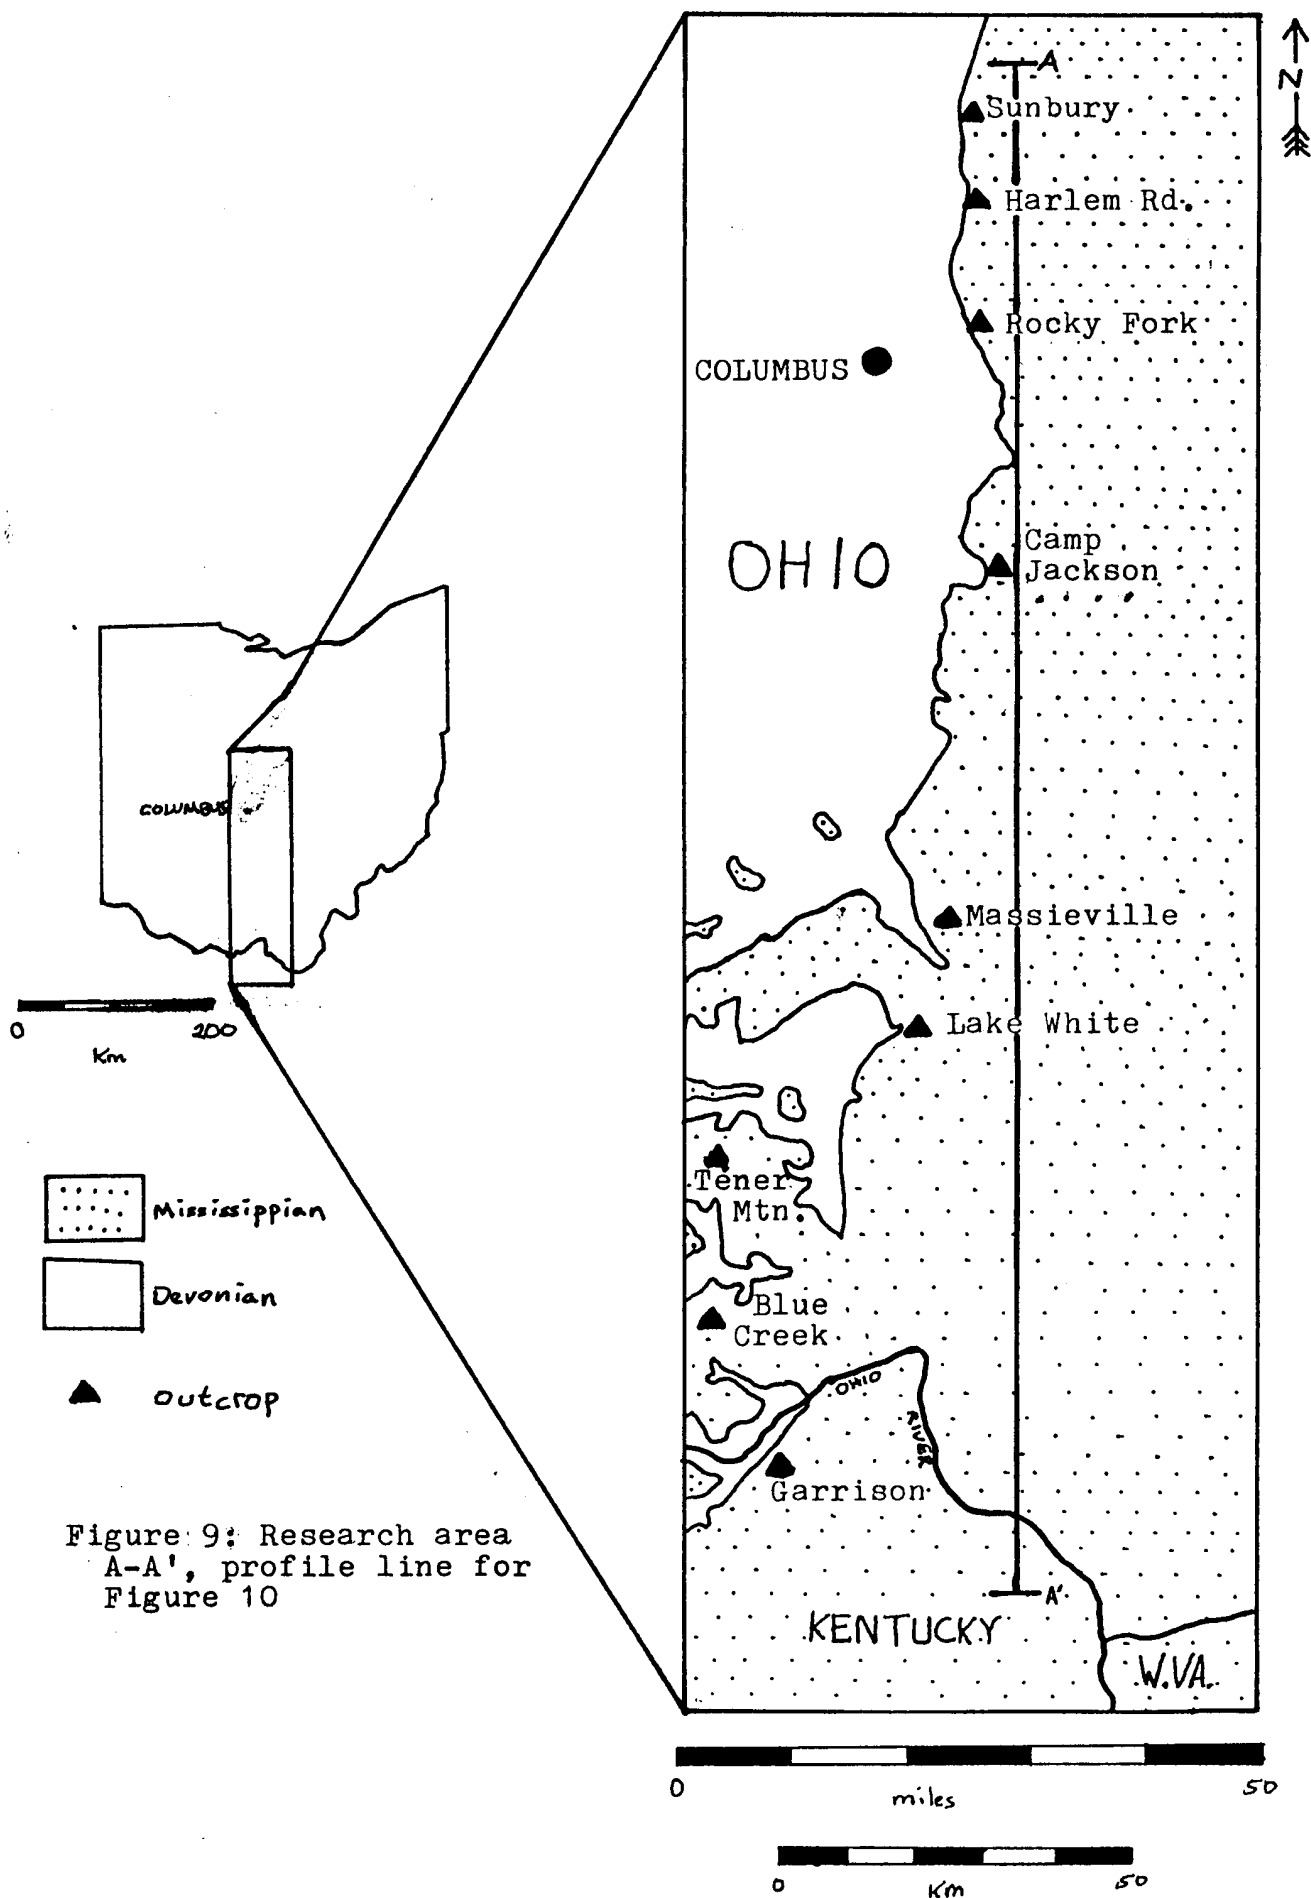 N
A
Sunbury
Harlem Rd.
Rocky Fork
COLUMBUS
OHIO
Camp
Jackson
COLUMBUS
Massieville
0 200
Km
Lake White
Tener
Mtn.
Mississippian
Devonian
Blue
Creek
outcrop
OHIO
RIVER
Garrison
Figure 9: Research area
A-A', profile line for
Figure 10
A'
KENTUCKY
W.VA.
0 50
miles
0 50
Km